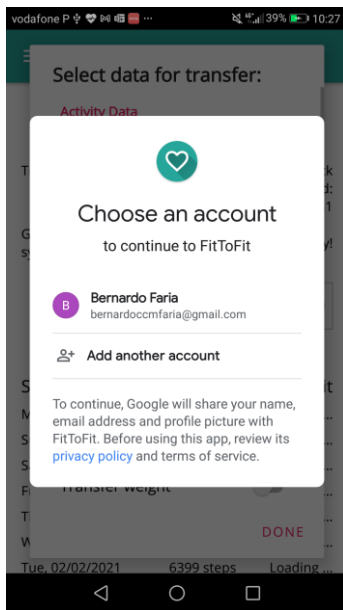 vodafone P
39%
10:27
Select data for transfer:
Activity Data
Choose an account
to continue to FitToFit
B
Bernardo Faria
bernardoccmfaria@gmail.com
Add another account
To continue, Google will share your name,
email address and profile picture with
FitToFit. Before using this app, review its
privacy policy and terms of service.
Transfer weight
DONE
Tue, 02/02/2021 6399 steps Loading ...